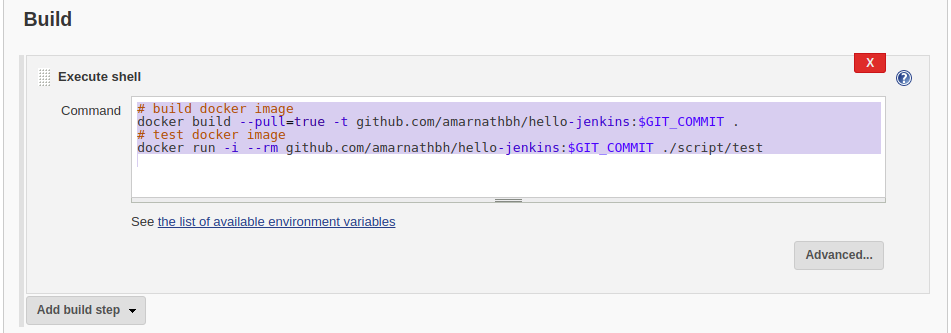 Build
X
Execute shell
?
Command
# build docker image
docker build --pull=true -t github.com/amarnathbh/hello-jenkins:$GIT_COMMIT .
# test docker image
docker run -i --rm github.com/amarnathbh/hello-jenkins:$GIT_COMMIT ./script/test
See the list of available environment variables
Advanced...
Add build step